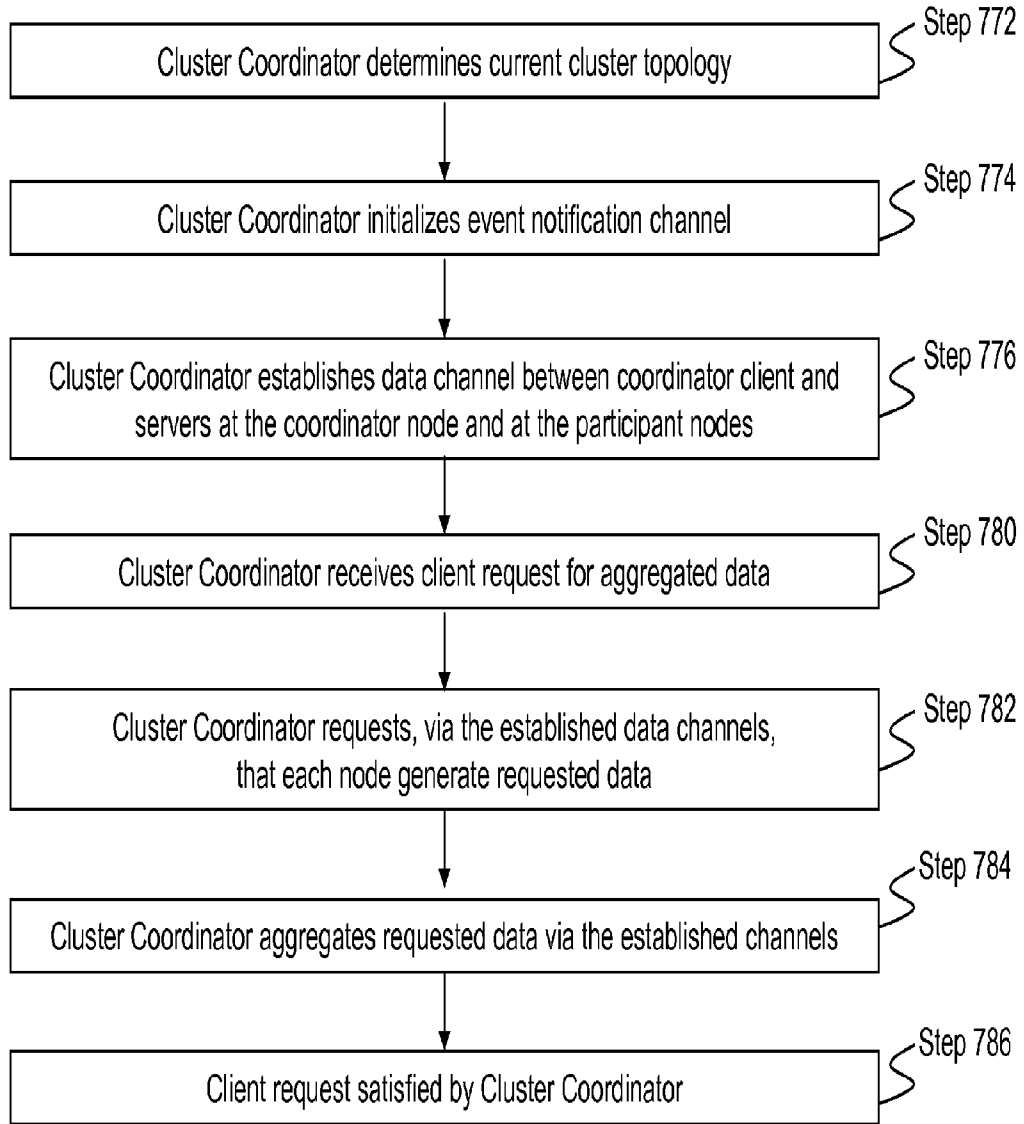 Step 772
Cluster Coordinator determines current cluster topology
Step 774
Cluster Coordinator initializes event notification channel
Step 776
Cluster Coordinator establishes data channel between coordinator client and
servers at the coordinator node and at the participant nodes
Step 780
Cluster Coordinator receives client request for aggregated data
Step 782
Cluster Coordinator requests, via the established data channels,
that each node generate requested data
Step 784
Cluster Coordinator aggregates requested data via the established channels
Step 786
Client request satisfied by Cluster Coordinator